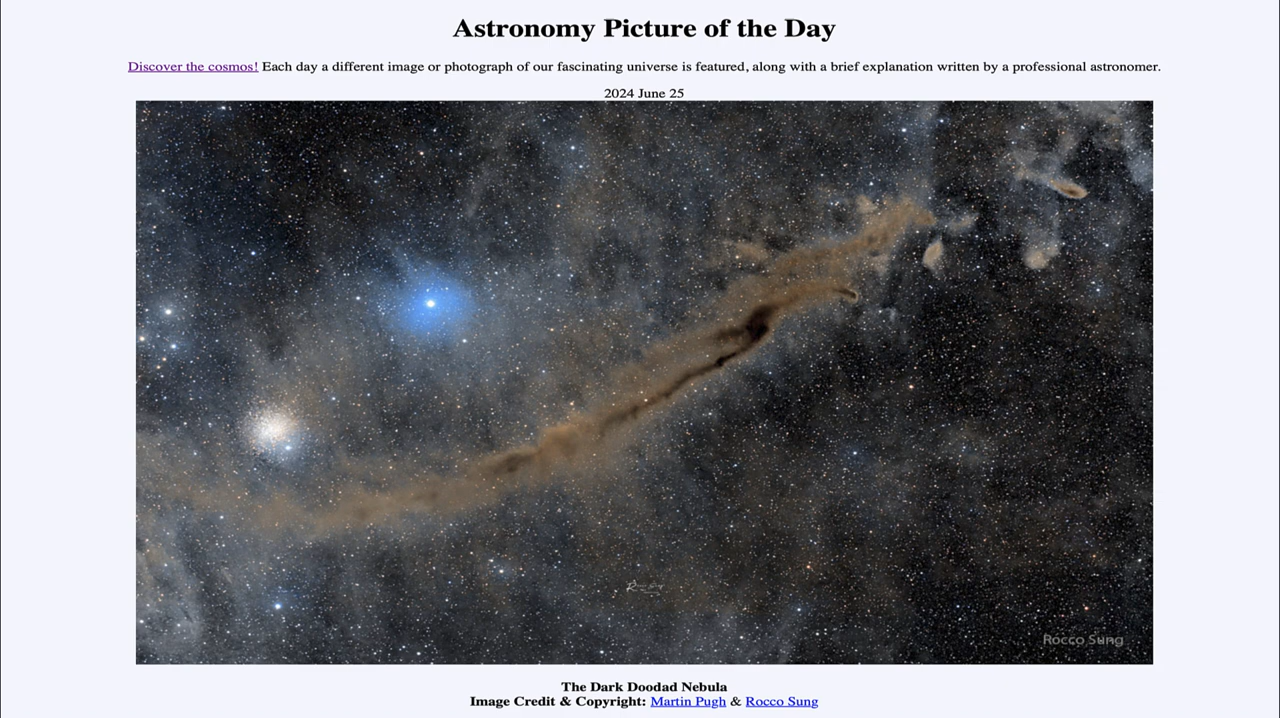 Astronomy Picture of the Day
Discover the cosmos! Each day a different image or photograph of our fascinating universe is featured, along with a brief explanation written by a professional astronomer.
2024 June 25
Rocco Sung
Rocco Sung
The Dark Doodad Nebula
Image Credit & Copyright: Martin Pugh & Rocco Sung